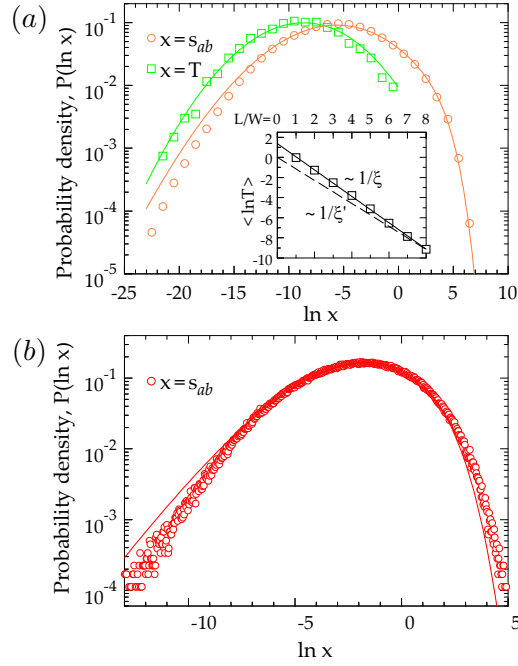 (a)
Probability density, P(ln x)
10^-1
10^-2
10^-3
10^-4
10^-5
x=s_ab
x=T
L/W=0 1 2 3 4 5 6 7 8
<lnT>
2
0
-2
-4
-6
-8
-10
~1/ξ
~1/ξ'
-25 -20 -15 -10 -5 0 5 10
ln x
(b)
Probability density, P(ln x)
10^-1
10^-2
10^-3
10^-4
x=s_ab
-10 -5 0 5
ln x